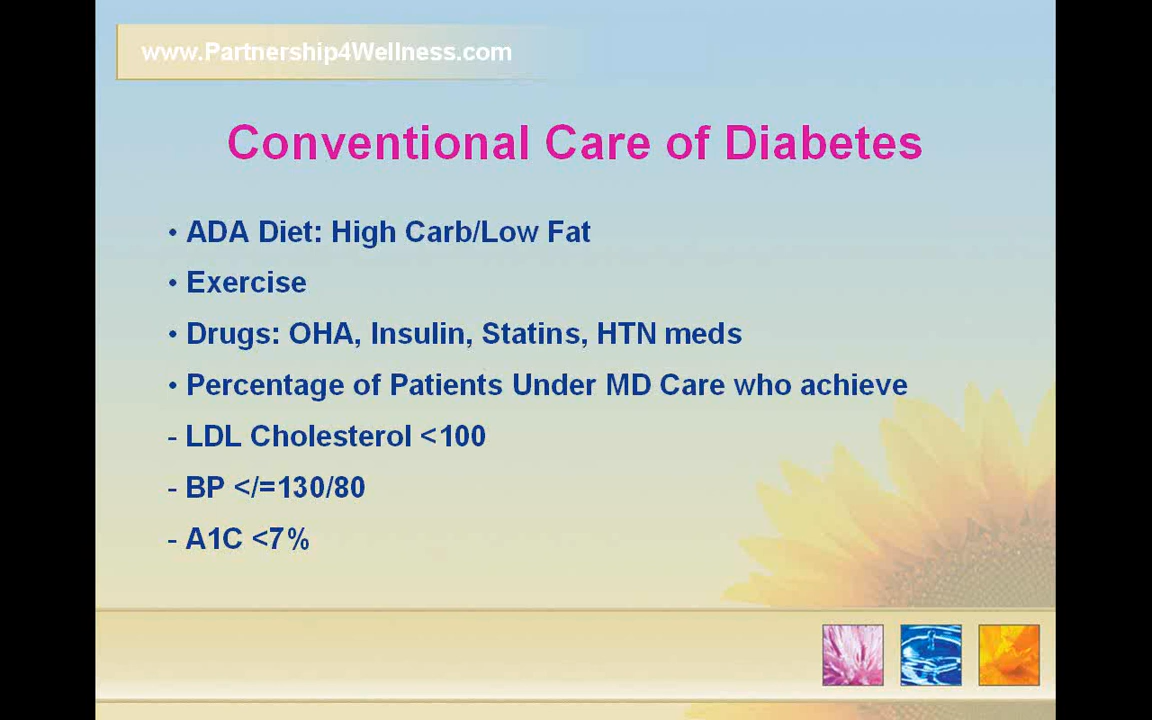 www.Partnership4Wellness.com
Conventional Care of Diabetes
• ADA Diet: High Carb/Low Fat
• Exercise
• Drugs: OHA, Insulin, Statins, HTN meds
• Percentage of Patients Under MD Care who achieve
- LDL Cholesterol <100
- BP </=130/80
- A1C <7%